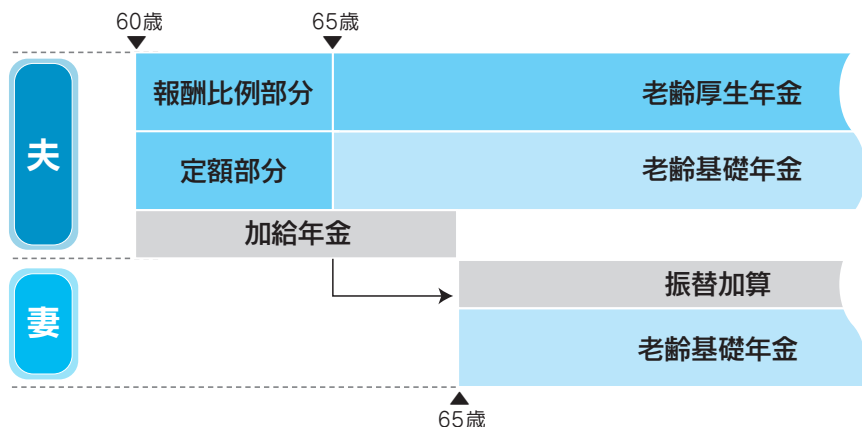 60歳
65歳
夫
報酬比例部分
老齢厚生年金
定額部分
老齢基礎年金
加給年金
妻
振替加算
老齢基礎年金
65歳